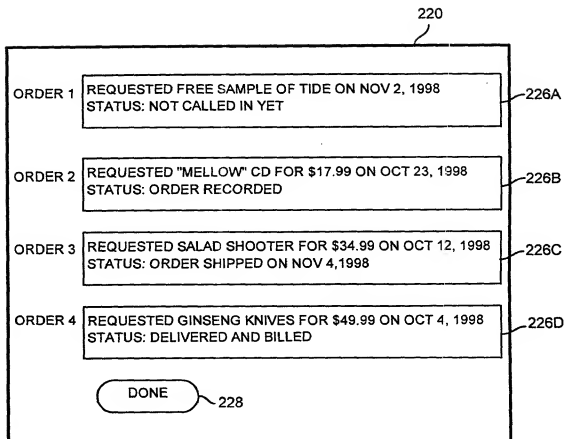 220
ORDER 1
REQUESTED FREE SAMPLE OF TIDE ON NOV 2, 1998
STATUS: NOT CALLED IN YET
226A
ORDER 2
REQUESTED "MELLOW" CD FOR $17.99 ON OCT 23, 1998
STATUS: ORDER RECORDED
226B
ORDER 3
REQUESTED SALAD SHOOTER FOR $34.99 ON OCT 12, 1998
STATUS: ORDER SHIPPED ON NOV 4,1998
226C
ORDER 4
REQUESTED GINSENG KNIVES FOR $49.99 ON OCT 4, 1998
STATUS: DELIVERED AND BILLED
226D
DONE
228